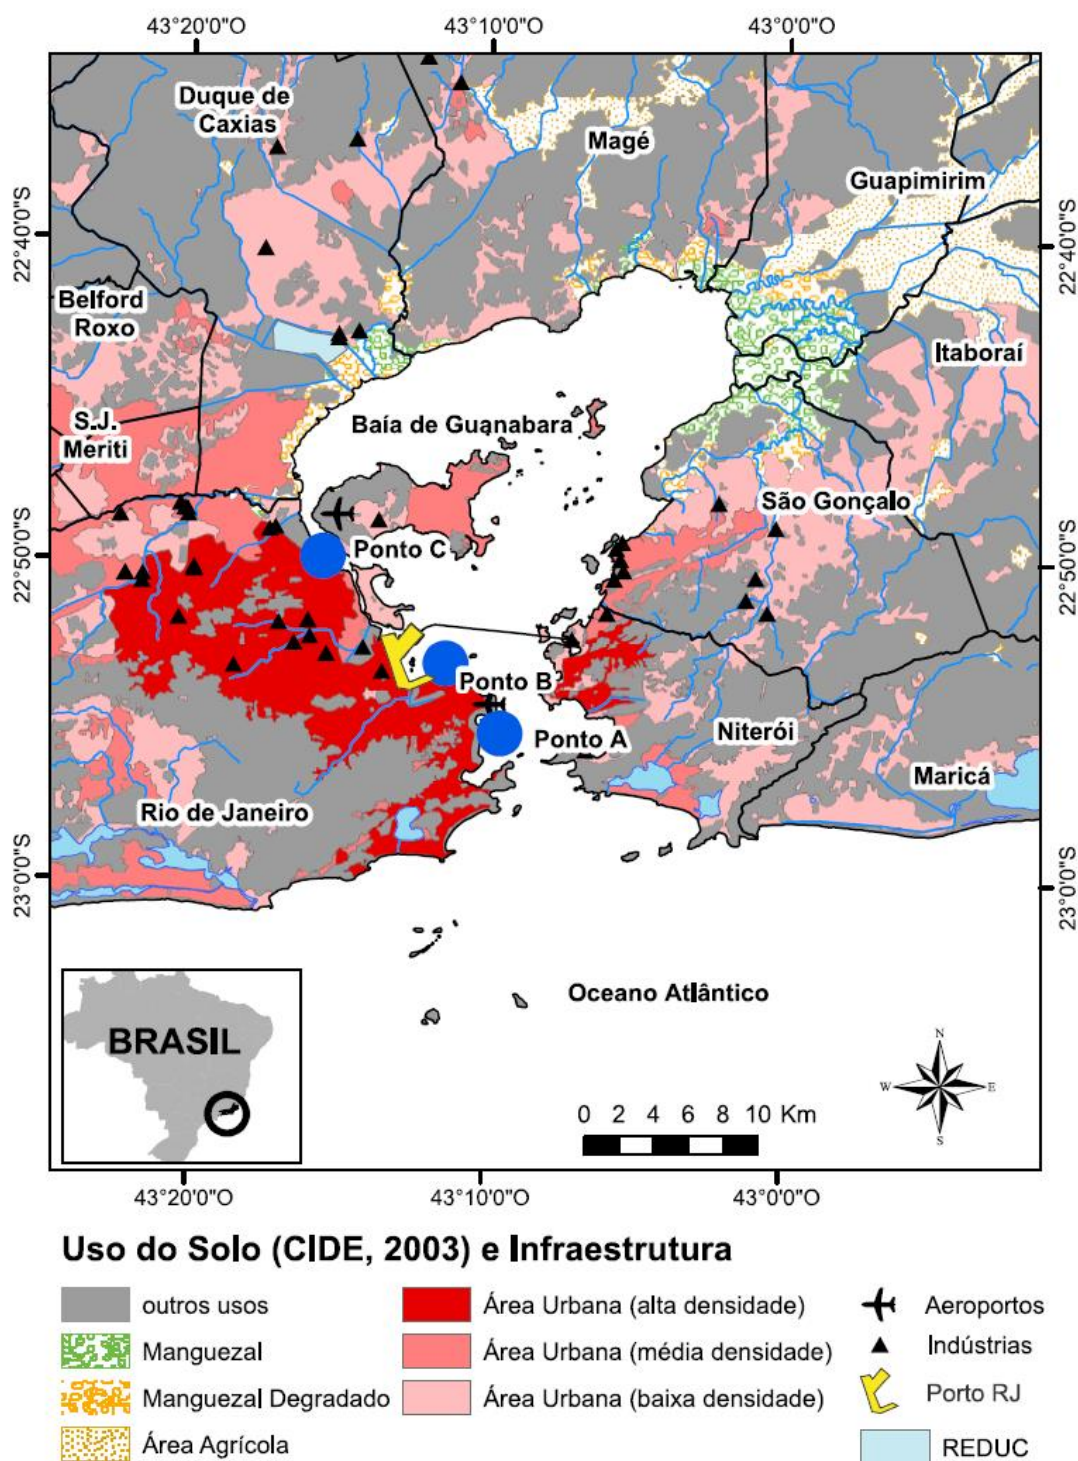 43°20'0"O
43°10'0"O
43°0'0"O
Duque de
Caxias
Magé
Guapimirim
22°40'0"S
22°40'0"S
Belford
Roxo
Itaboraí
S.J.
Meriti
Baía de Guanabara
São Gonçalo
22°50'0"S
Ponto C
22°50'0"S
Ponto B
Ponto A
Niterói
Maricá
Rio de Janeiro
23°0'0"S
23°0'0"S
Oceano Atlântico
BRASIL
N
W
E
S
0 2 4 6 8 10 Km
43°20'0"O
43°10'0"O
43°0'0"O
Uso do Solo (CIDE, 2003) e Infraestrutura
outros usos
Área Urbana (alta densidade)
Aeroportos
Manguezal
Área Urbana (média densidade)
Indústrias
Manguezal Degradado
Área Urbana (baixa densidade)
Porto RJ
Área Agrícola
REDUC